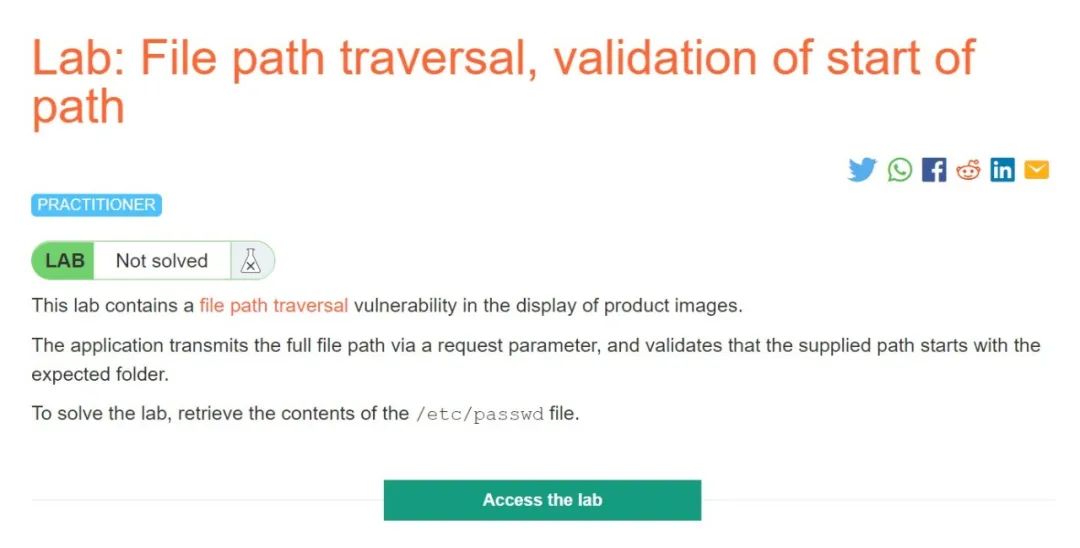 Lab: File path traversal, validation of start of
path
PRACTITIONER
LAB Not solved
This lab contains a file path traversal vulnerability in the display of product images.
The application transmits the full file path via a request parameter, and validates that the supplied path starts with the
expected folder.
To solve the lab, retrieve the contents of the /etc/passwd file.
Access the lab